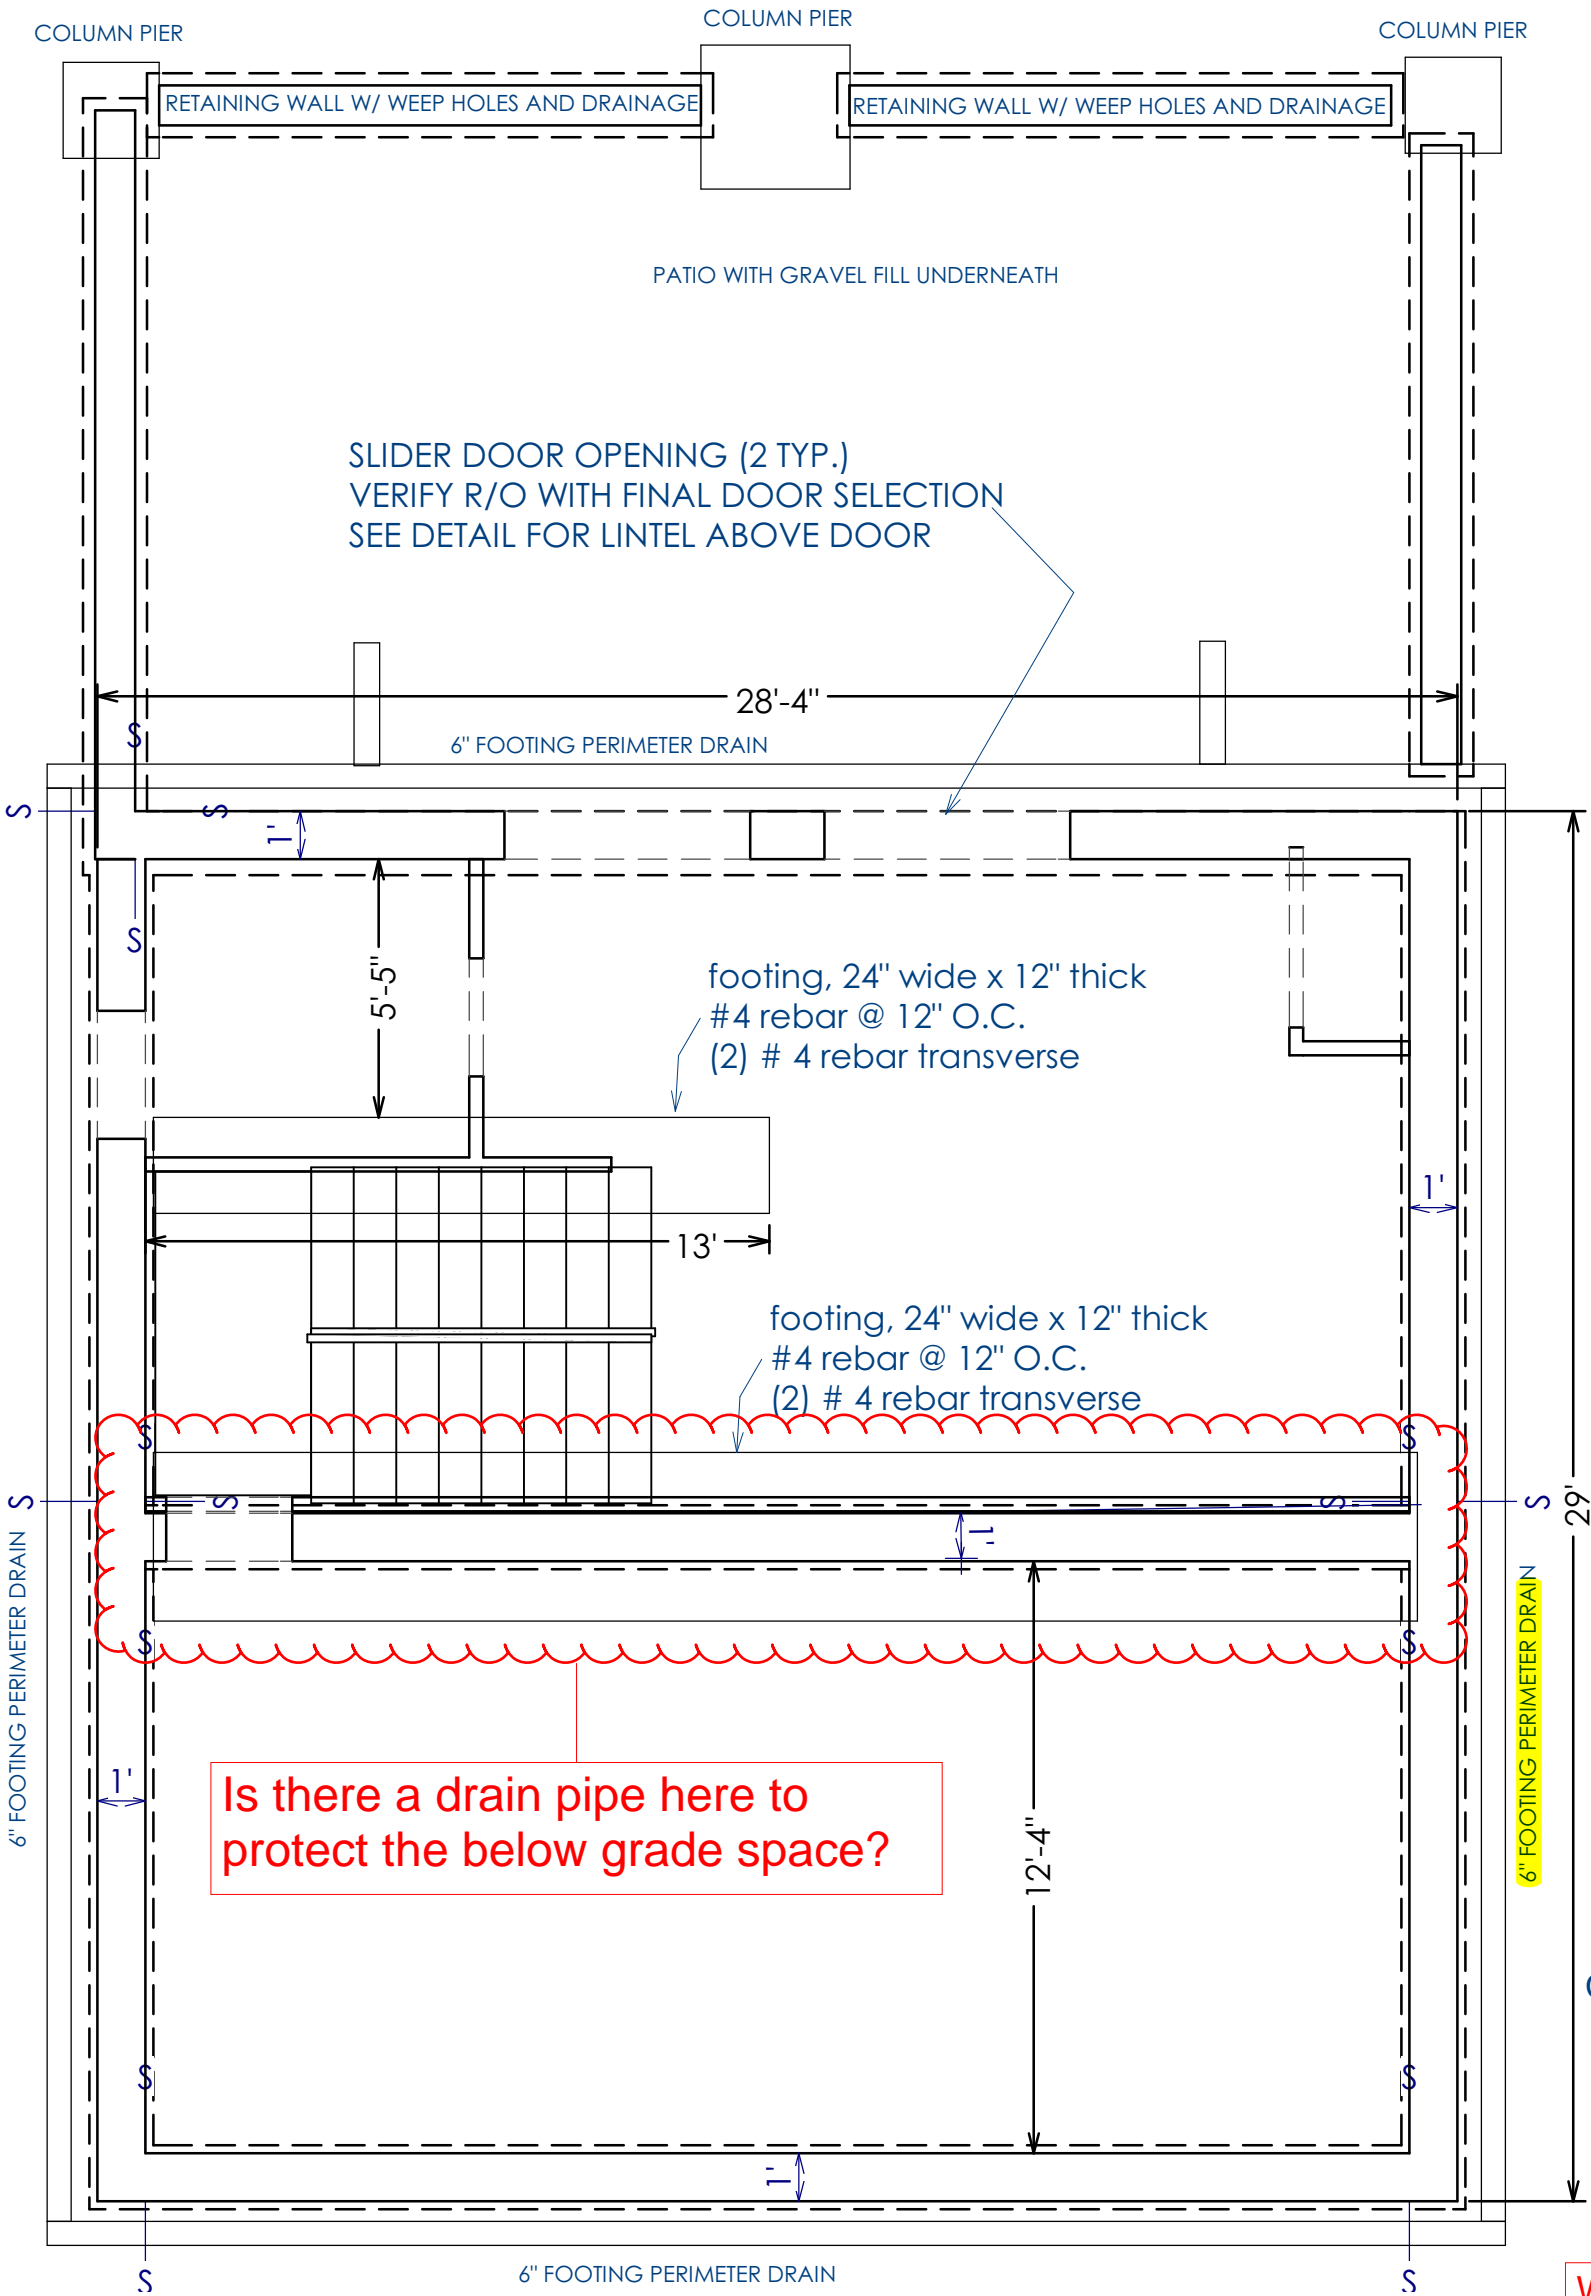 COLUMN PIER
COLUMN PIER
COLUMN PIER
RETAINING WALL W/ WEEP HOLES AND DRAINAGE
RETAINING WALL W/ WEEP HOLES AND DRAINAGE
PATIO WITH GRAVEL FILL UNDERNEATH
SLIDER DOOR OPENING (2 TYP.)
VERIFY R/O WITH FINAL DOOR SELECTION
SEE DETAIL FOR LINTEL ABOVE DOOR
28'-4"
6" FOOTING PERIMETER DRAIN
S
S
S
1'
S
5'-5"
footing, 24" wide x 12" thick
#4 rebar @ 12" O.C.
(2) # 4 rebar transverse
1'
13'
footing, 24" wide x 12" thick
#4 rebar @ 12" O.C.
(2) # 4 rebar transverse
S
S
S
S
S
S
29'
1'
6" FOOTING PERIMETER DRAIN
6" FOOTING PERIMETER DRAIN
S
S
1'
Is there a drain pipe here to
protect the below grade space?
12'-4"
S
S
1'
6" FOOTING PERIMETER DRAIN
S
S